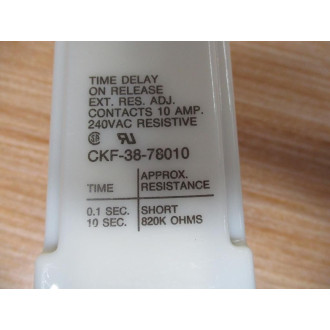 TIME DELAY
ON RELEASE
EXT. RES. ADJ.
CONTACTS 10 AMP.
240VAC RESISTIVE
CKF-38-78010
TIME APPROX. RESISTANCE
0.1 SEC. SHORT
10 SEC. 820K OHMS